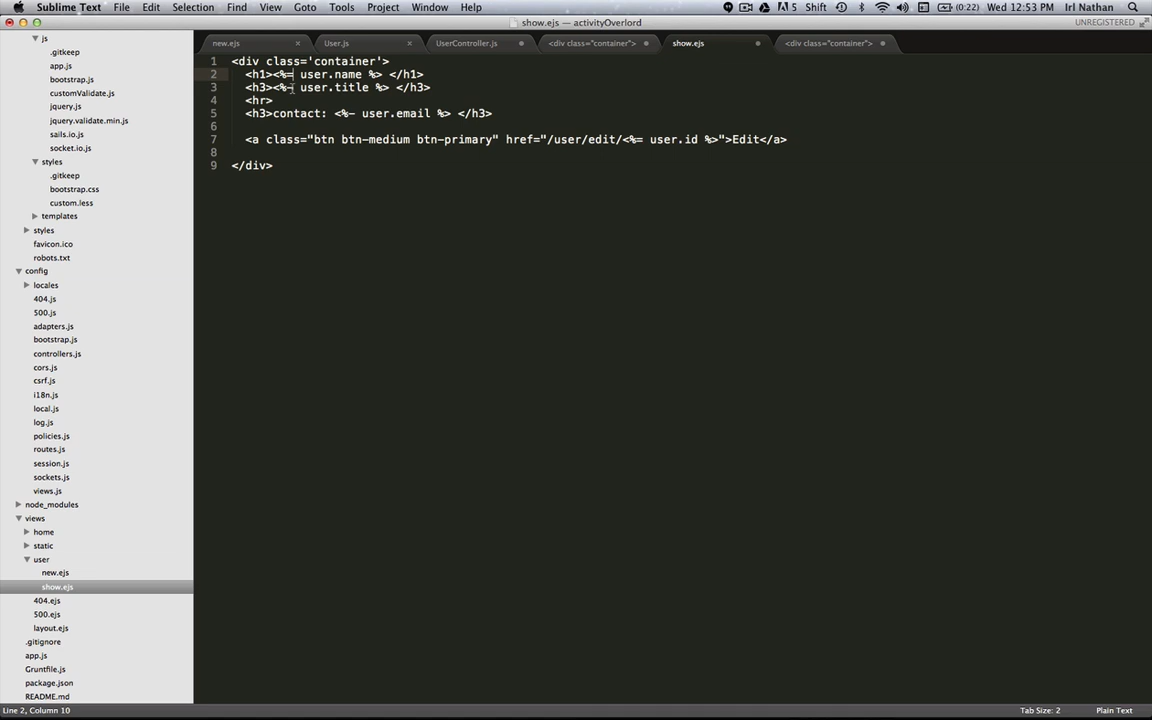 Sublime Text File Edit Selection Find View Goto Tools Project Window Help 5 Shift (0:22) Wed 12:53 PM Irl Nathan
show.ejs — activityOverlord UNREGISTERED
new.ejs User.js UserController.js <div class="container"> show.ejs <div class="container">
js
.gitkeep
app.js
bootstrap.js
customValidate.js
jquery.js
jquery.validate.min.js
sails.io.js
socket.io.js
styles
.gitkeep
bootstrap.css
custom.less
templates
styles
favicon.ico
robots.txt
config
locales
404.js
500.js
adapters.js
bootstrap.js
controllers.js
cors.js
csrf.js
i18n.js
local.js
log.js
policies.js
routes.js
session.js
sockets.js
views.js
node_modules
views
home
static
user
new.ejs
show.ejs
404.ejs
500.ejs
layout.ejs
.gitignore
app.js
Gruntfile.js
package.json
README.md
1 <div class='container'>
2 <h1><%= user.name %> </h1>
3 <h3><%- user.title %> </h3>
4 <hr>
5 <h3>contact: <%- user.email %> </h3>
6
7 <a class="btn btn-medium btn-primary" href="/user/edit/<%= user.id %>">Edit</a>
8
9 </div>
Line 2, Column 10 Tab Size: 2 Plain Text